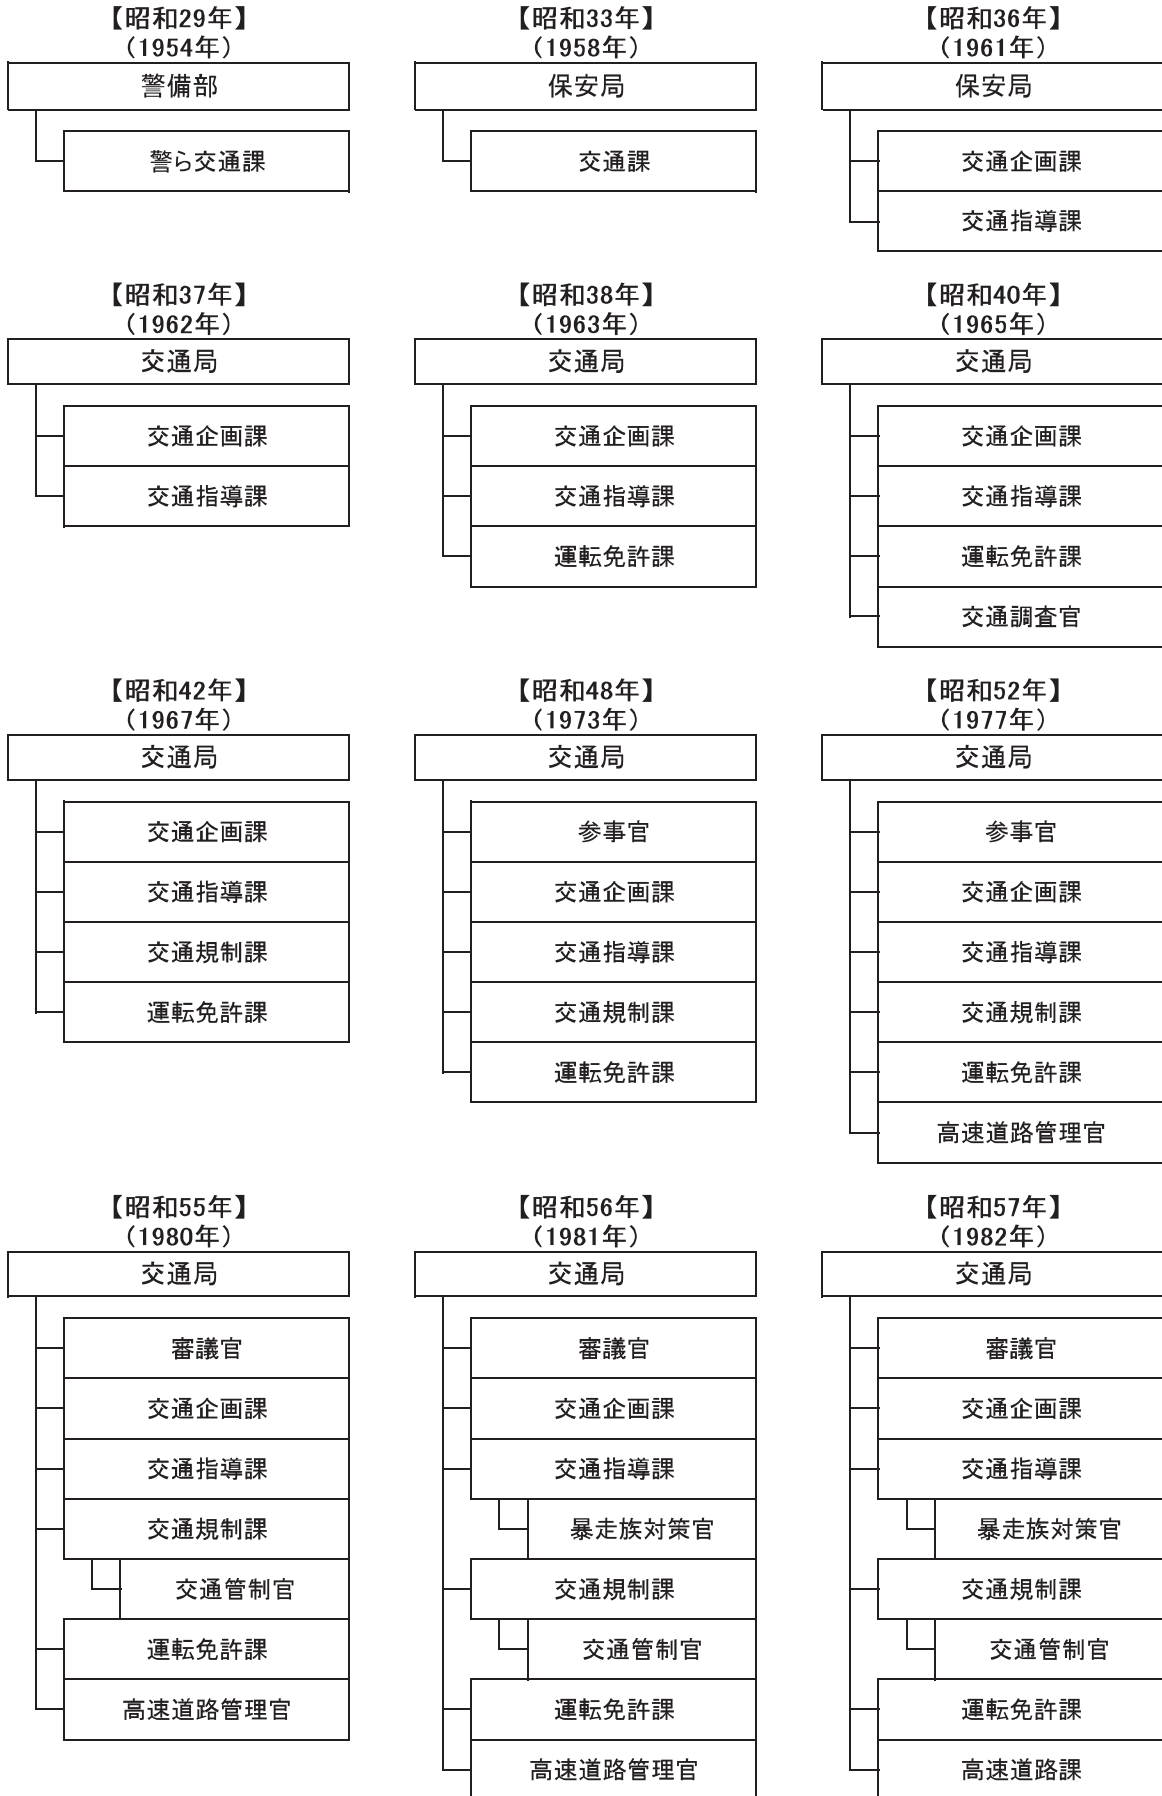 【昭和29年】
（1954年）
警備部
警ら交通課
【昭和33年】
（1958年）
保安局
交通課
【昭和36年】
（1961年）
保安局
交通企画課
交通指導課
【昭和37年】
（1962年）
交通局
交通企画課
交通指導課
【昭和38年】
（1963年）
交通局
交通企画課
交通指導課
運転免許課
【昭和40年】
（1965年）
交通局
交通企画課
交通指導課
運転免許課
交通調査官
【昭和42年】
（1967年）
交通局
交通企画課
交通指導課
交通規制課
運転免許課
【昭和48年】
（1973年）
交通局
参事官
交通企画課
交通指導課
交通規制課
運転免許課
【昭和52年】
（1977年）
交通局
参事官
交通企画課
交通指導課
交通規制課
運転免許課
高速道路管理官
【昭和55年】
（1980年）
交通局
審議官
交通企画課
交通指導課
交通規制課
交通管制官
運転免許課
高速道路管理官
【昭和56年】
（1981年）
交通局
審議官
交通企画課
交通指導課
暴走族対策官
交通規制課
交通管制官
運転免許課
高速道路管理官
【昭和57年】
（1982年）
交通局
審議官
交通企画課
交通指導課
暴走族対策官
交通規制課
交通管制官
運転免許課
高速道路課